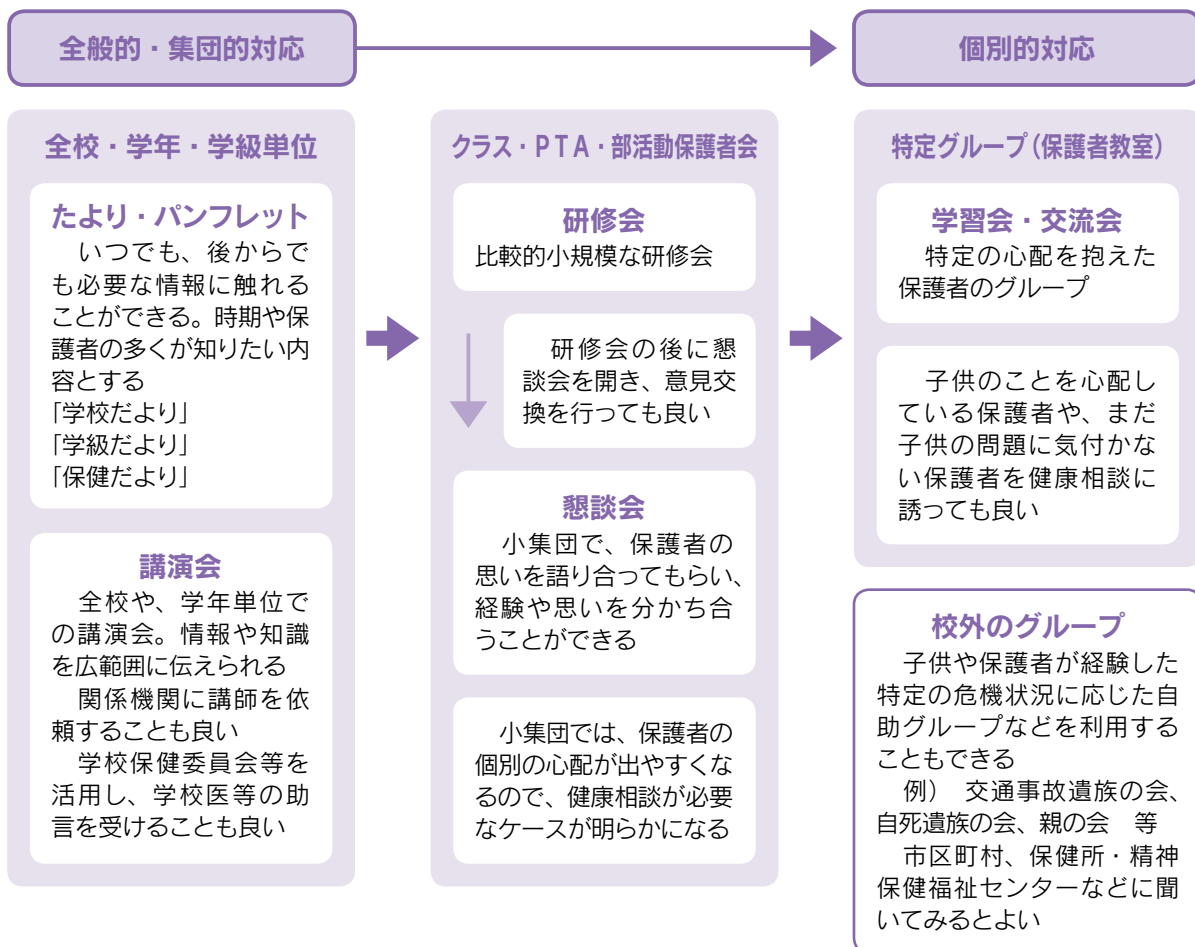 全般的・集団的対応
個別的対応
全校・学年・学級単位
たより・パンフレット
　いつでも、後からで
も必要な情報に触れる
ことができる。時期や保
護者の多くが知りたい内
容とする
「学校だより」
「学級だより」
「保健だより」
講演会
　全校や、学年単位で
の講演会。情報や知識
を広範囲に伝えられる
　関係機関に講師を依
頼することも良い
　学校保健委員会等を
活用し、学校医等の助
言を受けることも良い
クラス・PTA・部活動保護者会
研修会
比較的小規模な研修会
　研修会の後に懇
談会を開き、意見交
換を行っても良い
懇談会
　小集団で、保護者の
思いを語り合ってもらい、
経験や思いを分かち合
うことができる
　小集団では、保護者の
個別の心配が出やすくな
るので、健康相談が必要
なケースが明らかになる
特定グループ（保護者教室）
学習会・交流会
　特定の心配を抱えた
保護者のグループ
　子供のことを心配し
ている保護者や、まだ
子供の問題に気付かな
い保護者を健康相談に
誘っても良い
校外のグループ
　子供や保護者が経験した
特定の危機状況に応じた自
助グループなどを利用する
こともできる
　例）　交通事故遺族の会、
自死遺族の会、親の会　等
　市区町村、保健所・精神
保健福祉センターなどに聞
いてみるとよい